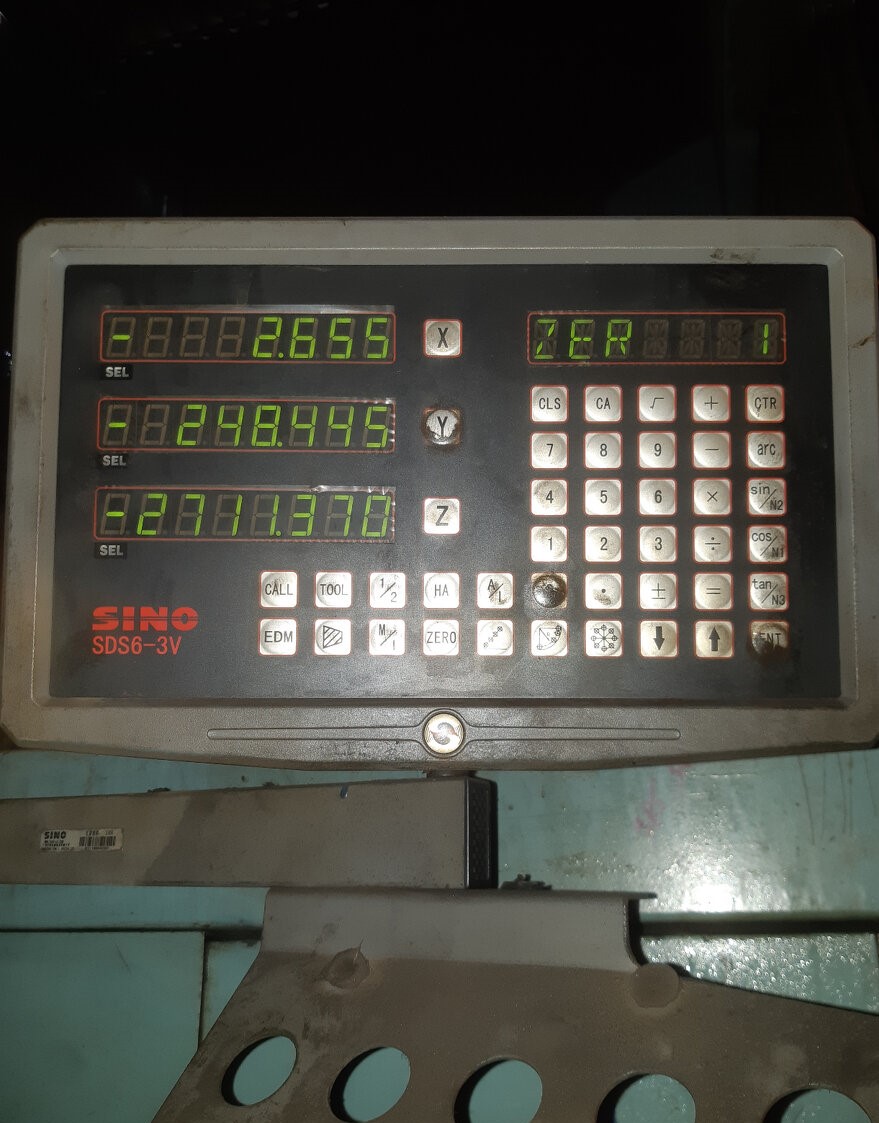 - 2.655
X
ZER 1
SEL
- 248.445
Y
SEL
-2711.370
Z
SEL
CLS CA √ + CTR
7 8 9 - arc
4 5 6 × sin/N2
1 2 3 ÷ cos/N1
CALL TOOL 1/2 HA A/L . ± = tan/N3
EDM ZERO ↓ ↑ ENT
SINO
SDS6-3V
SINO